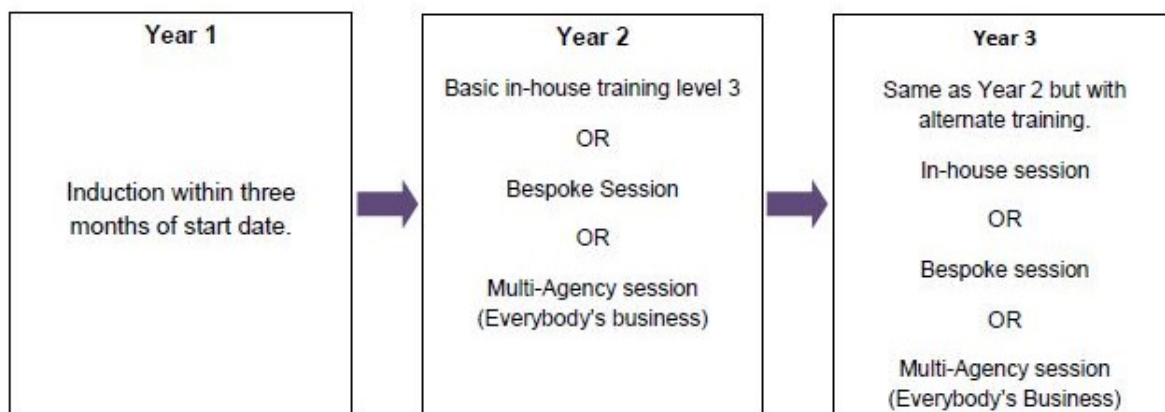 Year 1
Induction within three
months of start date.
Year 2
Basic in-house training level 3
OR
Bespoke Session
OR
Multi-Agency session
(Everybody's business)
Year 3
Same as Year 2 but with
alternate training.
In-house session
OR
Bespoke session
OR
Multi-Agency session
(Everybody's Business)